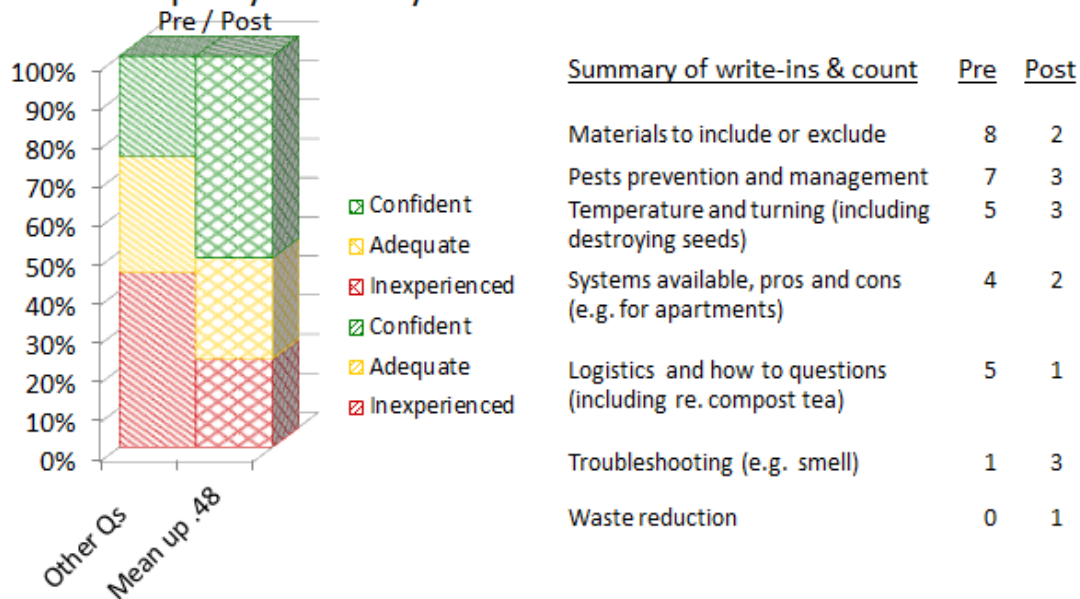 Pre / Post
100%
90%
80%
70%
60%
50%
40%
30%
20%
10%
0%
Other Qs
Mean up .48
Confident
Adequate
Inexperienced
Confident
Adequate
Inexperienced
Summary of write-ins & count Pre Post
Materials to include or exclude 8 2
Pests prevention and management 7 3
Temperature and turning (including 5 3
destroying seeds)
Systems available, pros and cons 4 2
(e.g. for apartments)
Logistics and how to questions 5 1
(including re. compost tea)
Troubleshooting (e.g. smell) 1 3
Waste reduction 0 1